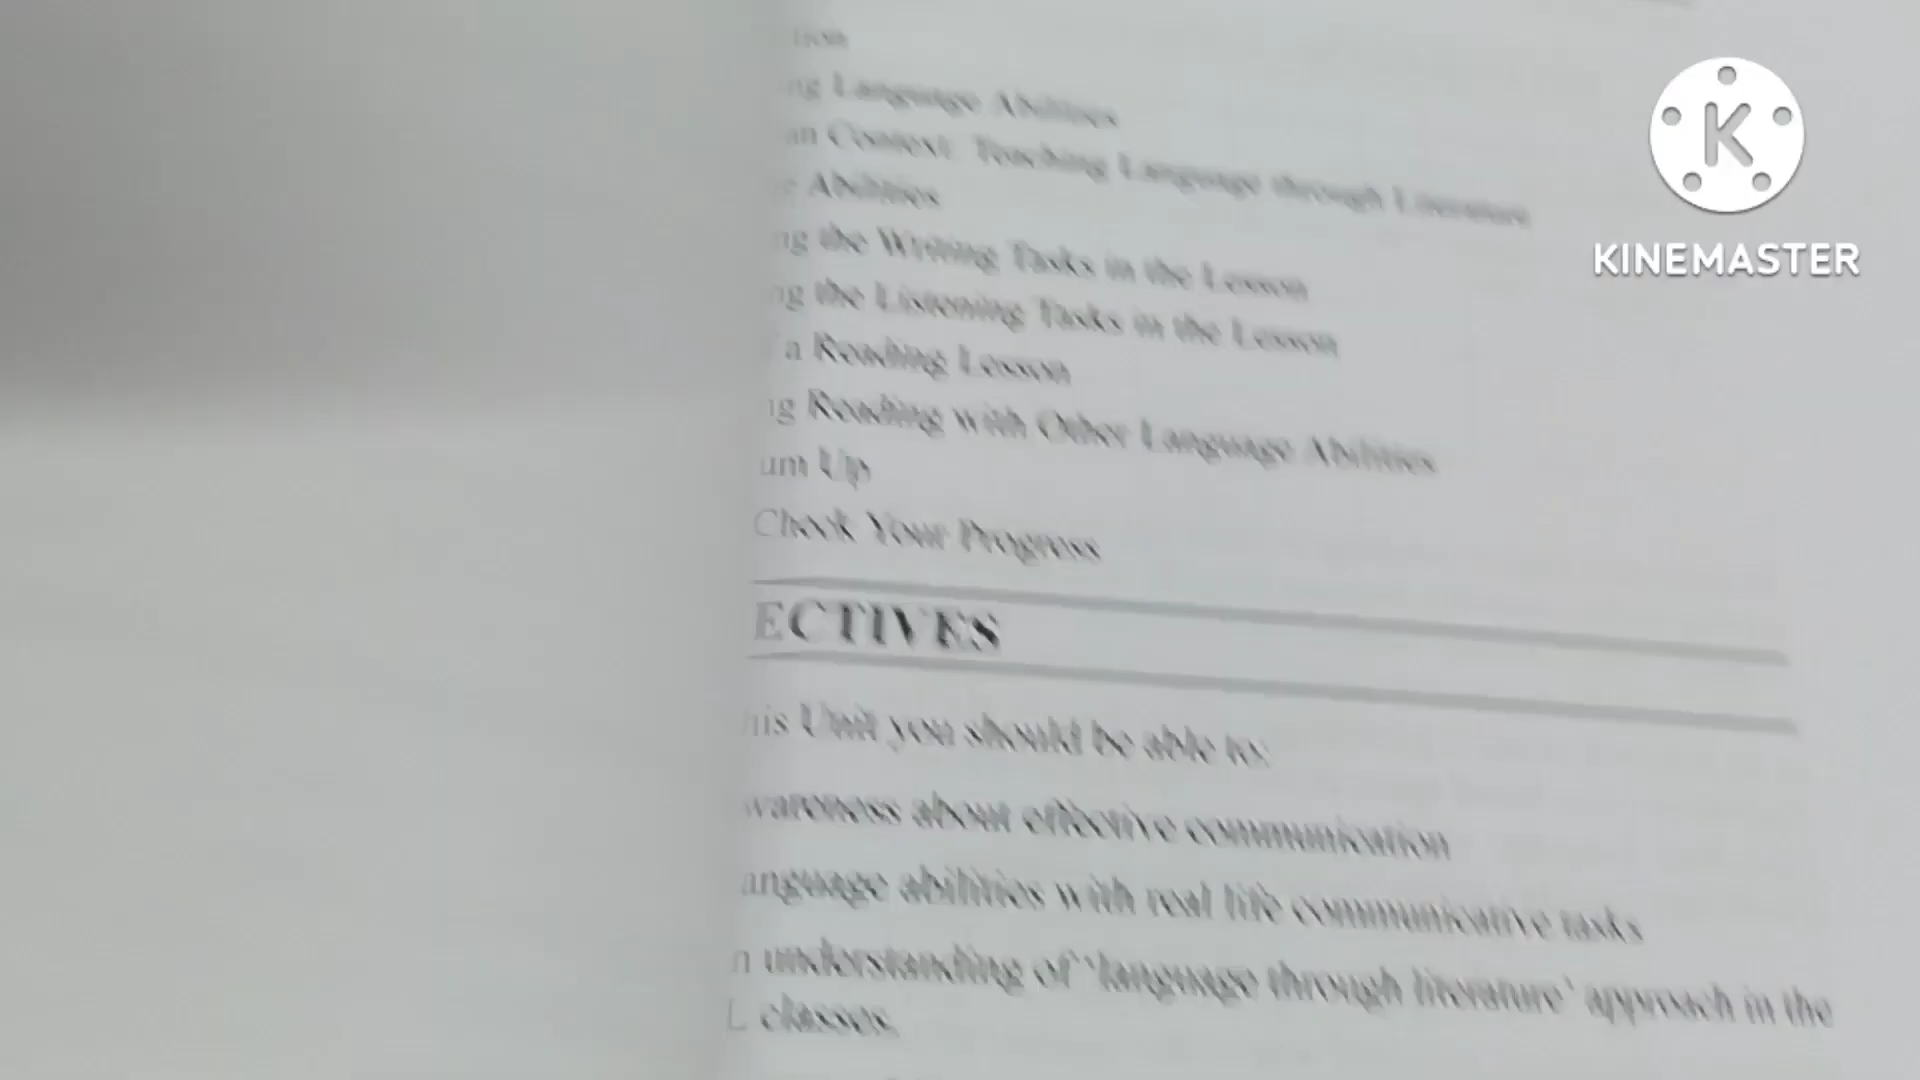 tion
ng Language Abilities
an Context: Teaching Language through Literature
e Abilities
ng the Writing Tasks in the Lesson
ng the Listening Tasks in the Lesson
a Reading Lesson
ng Reading with Other Language Abilities
um Up
Check Your Progress
ECTIVES
his Unit you should be able to:
wareness about effective communication
anguage abilities with real life communicative tasks
n understanding of 'language through literature' approach in the
L classes.
K
KINEMASTER